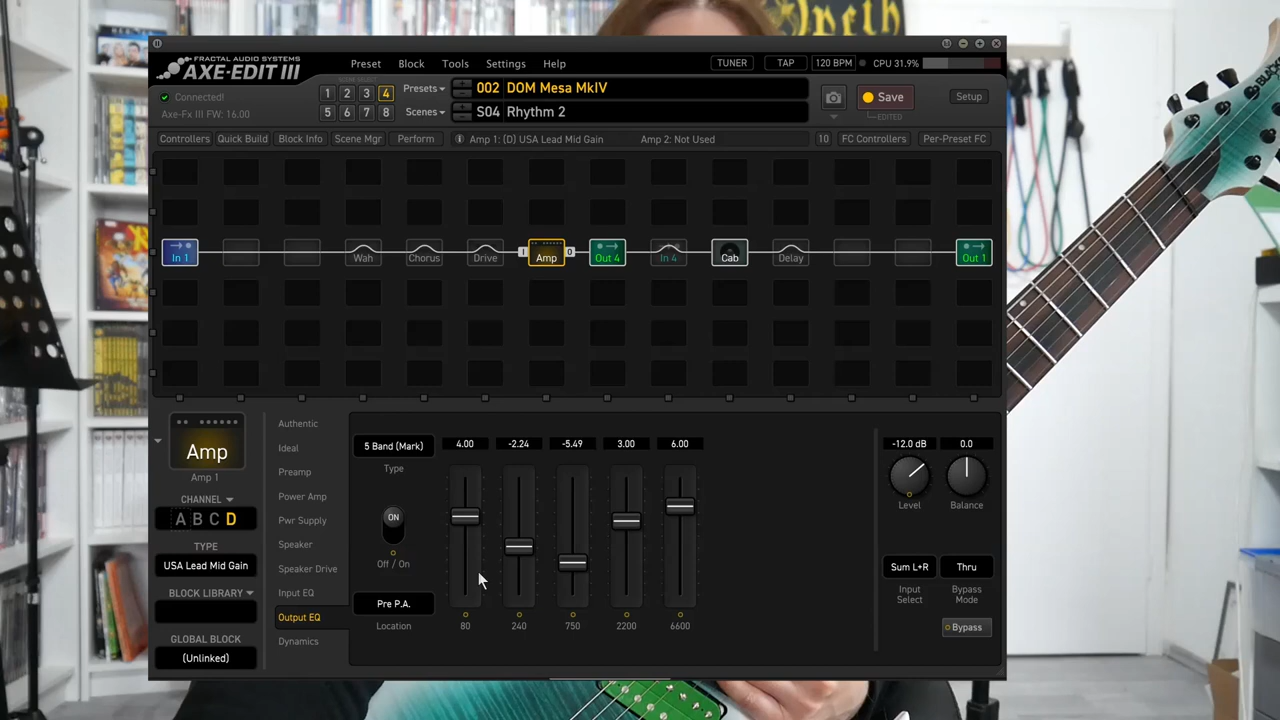 Opeth
FRACTAL AUDIO SYSTEMS
AXE-EDIT III
Preset Block Tools Settings Help
TUNER TAP 120 BPM CPU 31.9%
SCENE SELECT
1 2 3 4
5 6 7 8
Presets 002 DOM Mesa MkIV
Scenes S04 Rhythm 2
Connected!
Axe-Fx III FW: 16.00
Save
EDITED
Setup
Controllers Quick Build Block Info Scene Mgr Perform
Amp 1: (D) USA Lead Mid Gain Amp 2: Not Used
10 FC Controllers Per-Preset FC
In 1 Wah Chorus Drive I Amp O Out 4 In 4 Cab Delay Out 1
Amp
Amp 1
CHANNEL
A B C D
TYPE
USA Lead Mid Gain
BLOCK LIBRARY
GLOBAL BLOCK
(Unlinked)
Authentic
Ideal
Preamp
Power Amp
Pwr Supply
Speaker
Speaker Drive
Input EQ
Output EQ
Dynamics
5 Band (Mark)
Type
ON
Off / On
Pre P.A.
Location
4.00 -2.24 -5.49 3.00 6.00
80 240 750 2200 6600
-12.0 dB 0.0
Level Balance
Sum L+R Thru
Input Select
Bypass Mode
Bypass